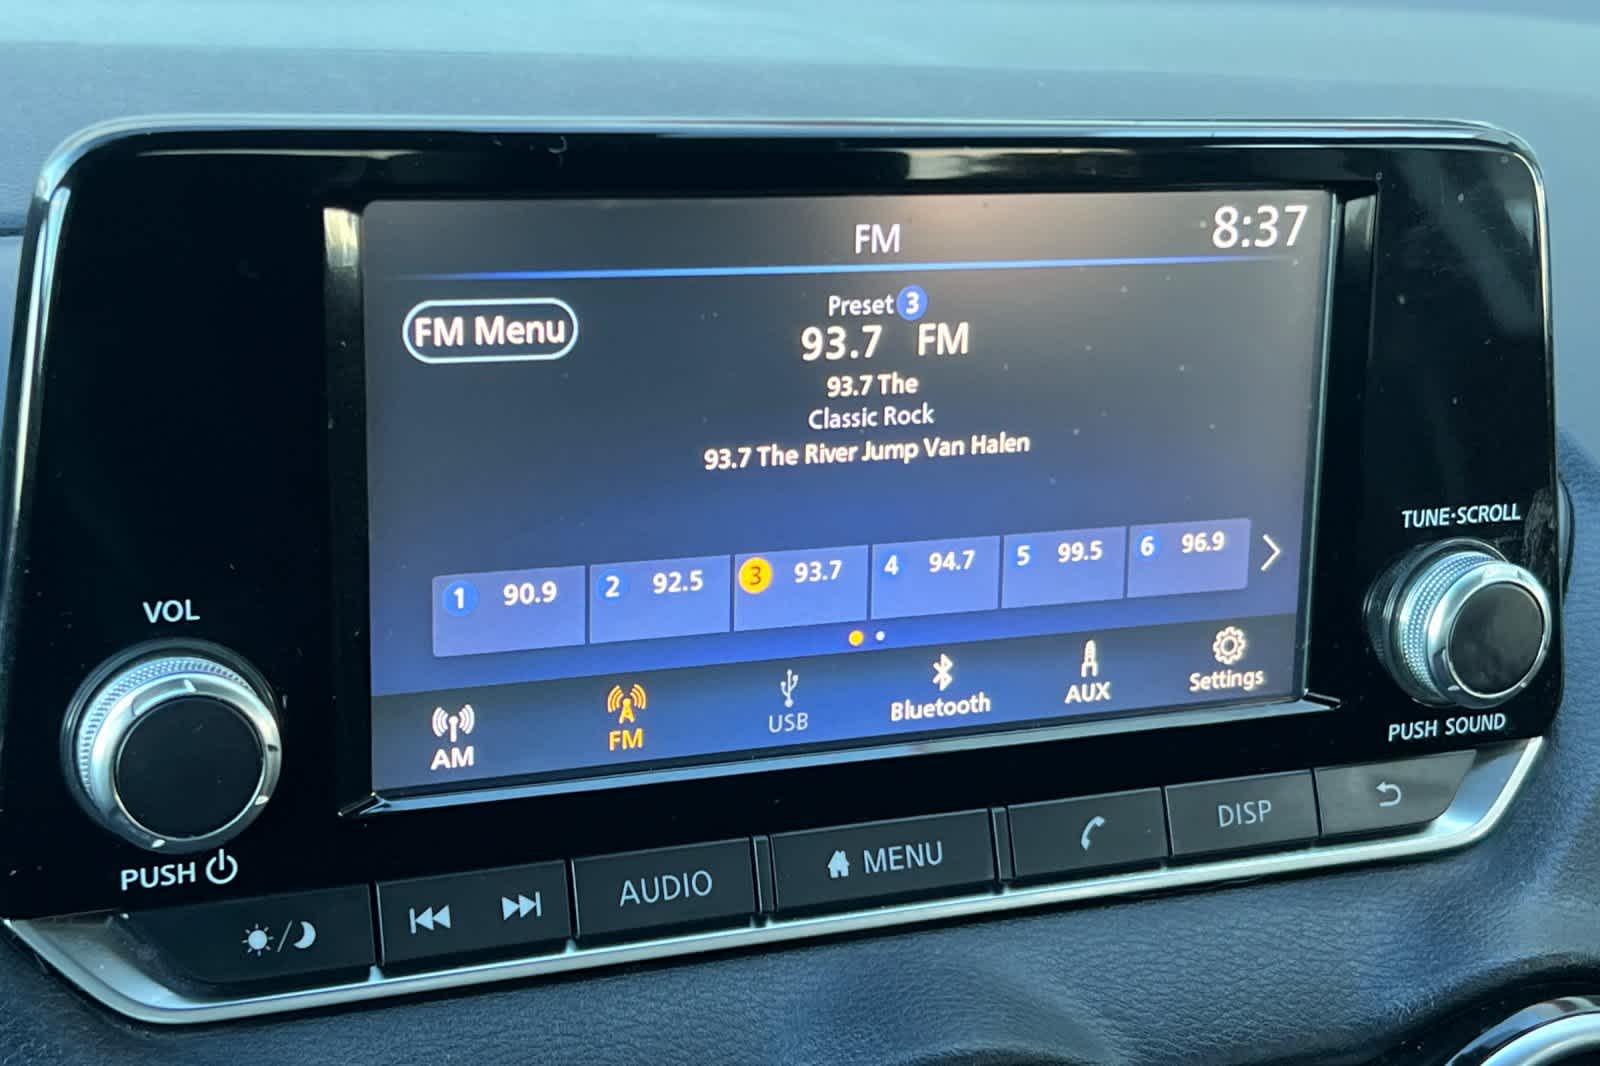 FM
8:37
FM Menu
Preset 3
93.7 FM
93.7 The
Classic Rock
93.7 The River Jump Van Halen
1 90.9
2 92.5
3 93.7
4 94.7
5 99.5
6 96.9
AM
FM
USB
Bluetooth
AUX
Settings
VOL
PUSH
TUNE·SCROLL
PUSH SOUND
AUDIO
MENU
DISP